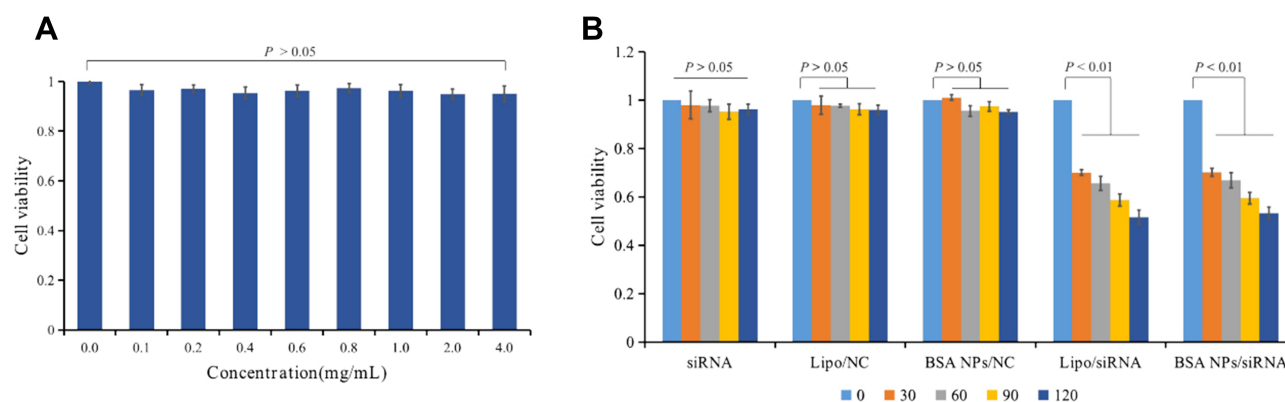 A
P > 0.05
Cell viability
1
0.8
0.6
0.4
0.2
0
0.0 0.1 0.2 0.4 0.6 0.8 1.0 2.0 4.0
Concentration(mg/mL)
B
Cell viability
1.2
1
0.8
0.6
0.4
0.2
0
P > 0.05 P > 0.05 P > 0.05 P < 0.01 P < 0.01
siRNA Lipo/NC BSA NPs/NC Lipo/siRNA BSA NPs/siRNA
0 30 60 90 120